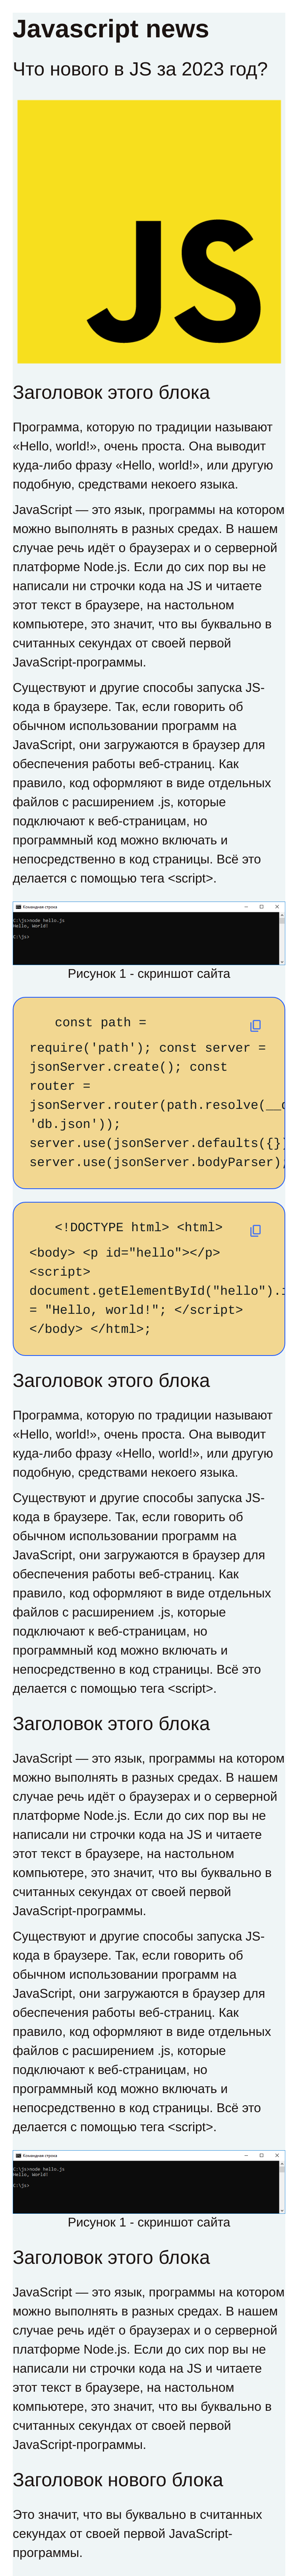 Javascript news
Что нового в JS за 2023 год?
JS
Заголовок этого блока
Программа, которую по традиции называют
«Hello, world!», очень проста. Она выводит
куда-либо фразу «Hello, world!», или другую
подобную, средствами некоего языка.
JavaScript — это язык, программы на котором
можно выполнять в разных средах. В нашем
случае речь идёт о браузерах и о серверной
платформе Node.js. Если до сих пор вы не
написали ни строчки кода на JS и читаете
этот текст в браузере, на настольном
компьютере, это значит, что вы буквально в
считанных секундах от своей первой
JavaScript-программы.
Существуют и другие способы запуска JS-
кода в браузере. Так, если говорить об
обычном использовании программ на
JavaScript, они загружаются в браузер для
обеспечения работы веб-страниц. Как
правило, код оформляют в виде отдельных
файлов с расширением .js, которые
подключают к веб-страницам, но
программный код можно включать и
непосредственно в код страницы. Всё это
делается с помощью тега <script>.
Командная строка
C:\js>node hello.js
Hello, World!
C:\js>
Рисунок 1 - скриншот сайта
const path =
require('path'); const server =
jsonServer.create(); const
router =
jsonServer.router(path.resolve(__d
'db.json'));
server.use(jsonServer.defaults({})
server.use(jsonServer.bodyParser);
<!DOCTYPE html> <html>
<body> <p id="hello"></p>
<script>
document.getElementById("hello").i
= "Hello, world!"; </script>
</body> </html>;
Заголовок этого блока
Программа, которую по традиции называют
«Hello, world!», очень проста. Она выводит
куда-либо фразу «Hello, world!», или другую
подобную, средствами некоего языка.
Существуют и другие способы запуска JS-
кода в браузере. Так, если говорить об
обычном использовании программ на
JavaScript, они загружаются в браузер для
обеспечения работы веб-страниц. Как
правило, код оформляют в виде отдельных
файлов с расширением .js, которые
подключают к веб-страницам, но
программный код можно включать и
непосредственно в код страницы. Всё это
делается с помощью тега <script>.
Заголовок этого блока
JavaScript — это язык, программы на котором
можно выполнять в разных средах. В нашем
случае речь идёт о браузерах и о серверной
платформе Node.js. Если до сих пор вы не
написали ни строчки кода на JS и читаете
этот текст в браузере, на настольном
компьютере, это значит, что вы буквально в
считанных секундах от своей первой
JavaScript-программы.
Существуют и другие способы запуска JS-
кода в браузере. Так, если говорить об
обычном использовании программ на
JavaScript, они загружаются в браузер для
обеспечения работы веб-страниц. Как
правило, код оформляют в виде отдельных
файлов с расширением .js, которые
подключают к веб-страницам, но
программный код можно включать и
непосредственно в код страницы. Всё это
делается с помощью тега <script>.
Командная строка
C:\js>node hello.js
Hello, World!
C:\js>
Рисунок 1 - скриншот сайта
Заголовок этого блока
JavaScript — это язык, программы на котором
можно выполнять в разных средах. В нашем
случае речь идёт о браузерах и о серверной
платформе Node.js. Если до сих пор вы не
написали ни строчки кода на JS и читаете
этот текст в браузере, на настольном
компьютере, это значит, что вы буквально в
считанных секундах от своей первой
JavaScript-программы.
Заголовок нового блока
Это значит, что вы буквально в считанных
секундах от своей первой JavaScript-
программы.